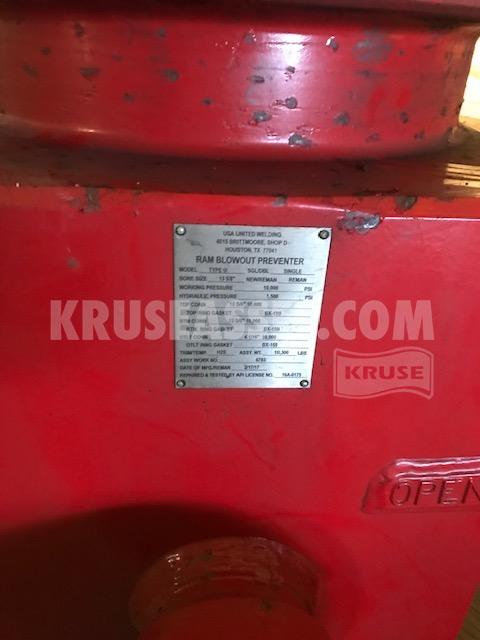 USA UNITED WELDING
4015 BRITTMOORE, SHOP D -
HOUSTON, TX 77041
RAM BLOWOUT PREVENTER
MODEL TYPE U SGL/DBL SINGLE
BORE SIZE 13 5/8" NEW/REMAN REMAN
WORKING PRESSURE 10,000 PSI
HYDRAULIC PRESSURE 1,500 PSI
TOP CONN. 13 5/8" 10,000
TOP RING GASKET BX-159
BTM CONN. 13 5/8" 10,000
BTM RING GASKET BX-159
OTLT CONN. 4 1/16" 10,000
OTLT RING GASKET BX-155
TRIM/TEMP. H2S ASSY WT. 10,300 LBS
ASSY WORK NO. 6793
DATE OF MFG/REMAN 2/17/17
REPAIRED & TESTED BY API LICENSE NO. 16A-0175
KRUSE
.COM
KRUSE
OPEN